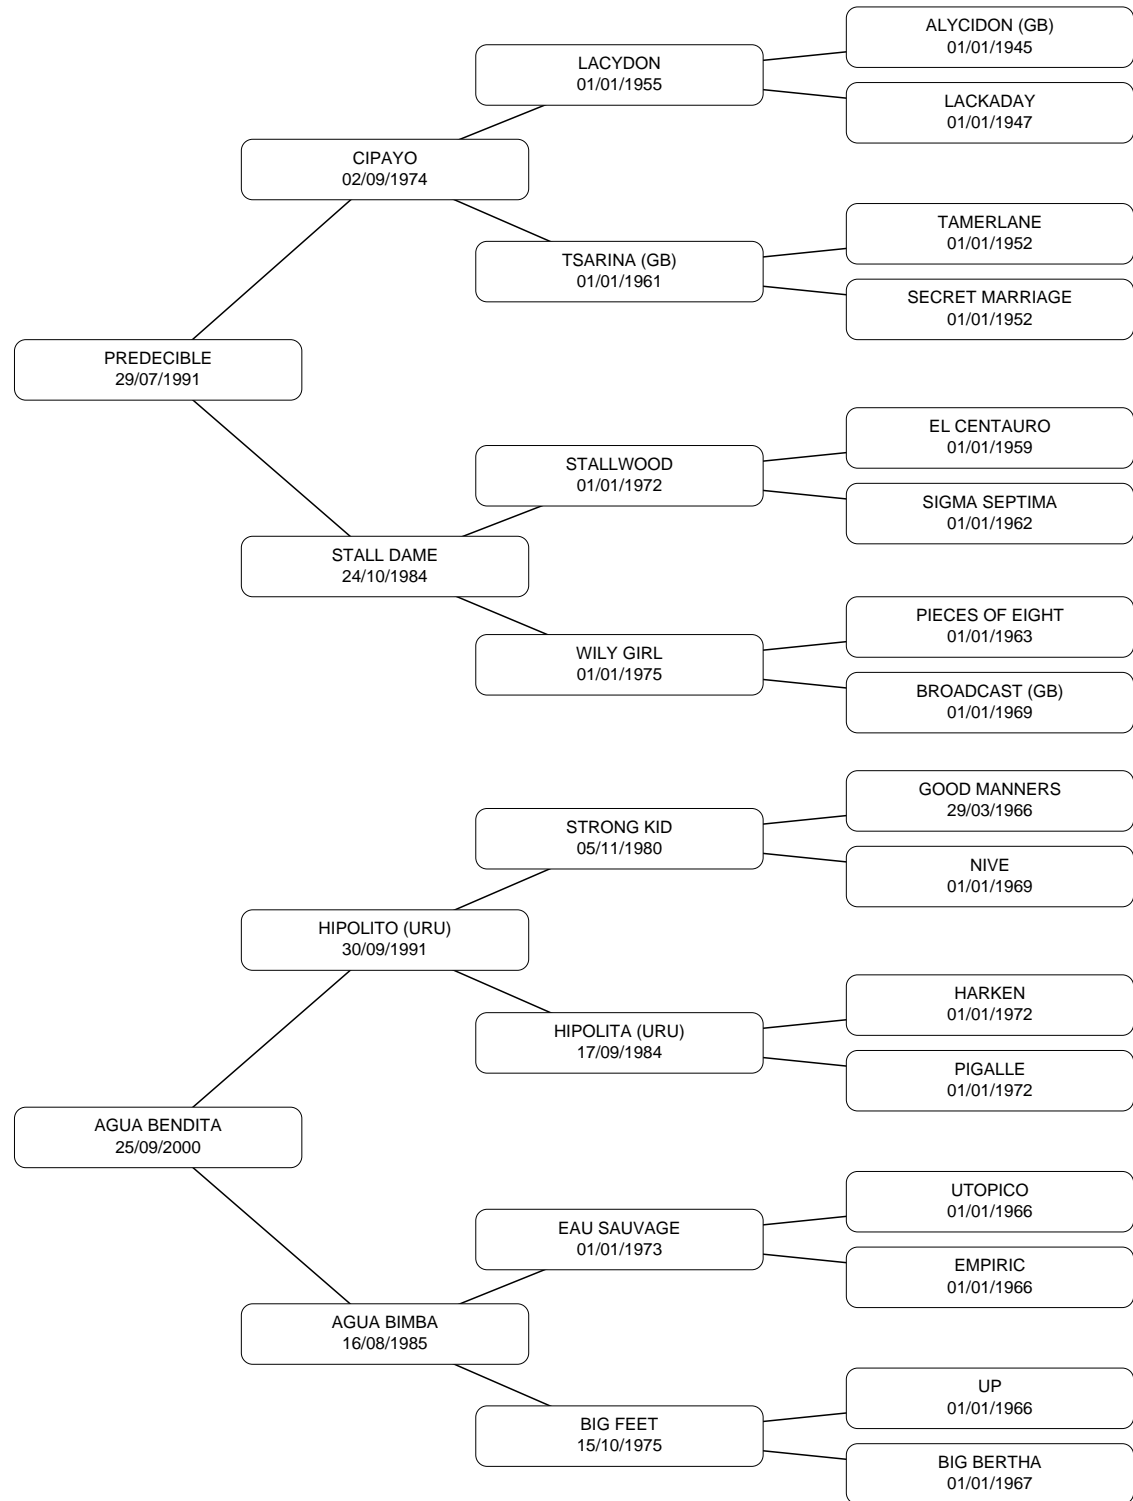 ALYCIDON (GB)
01/01/1945
LACYDON
01/01/1955
LACKADAY
01/01/1947
CIPAYO
02/09/1974
TAMERLANE
01/01/1952
TSARINA (GB)
01/01/1961
SECRET MARRIAGE
01/01/1952
PREDECIBLE
29/07/1991
EL CENTAURO
01/01/1959
STALLWOOD
01/01/1972
SIGMA SEPTIMA
01/01/1962
STALL DAME
24/10/1984
PIECES OF EIGHT
01/01/1963
WILY GIRL
01/01/1975
BROADCAST (GB)
01/01/1969
GOOD MANNERS
29/03/1966
STRONG KID
05/11/1980
NIVE
01/01/1969
HIPOLITO (URU)
30/09/1991
HARKEN
01/01/1972
HIPOLITA (URU)
17/09/1984
PIGALLE
01/01/1972
AGUA BENDITA
25/09/2000
UTOPICO
01/01/1966
EAU SAUVAGE
01/01/1973
EMPIRIC
01/01/1966
AGUA BIMBA
16/08/1985
UP
01/01/1966
BIG FEET
15/10/1975
BIG BERTHA
01/01/1967